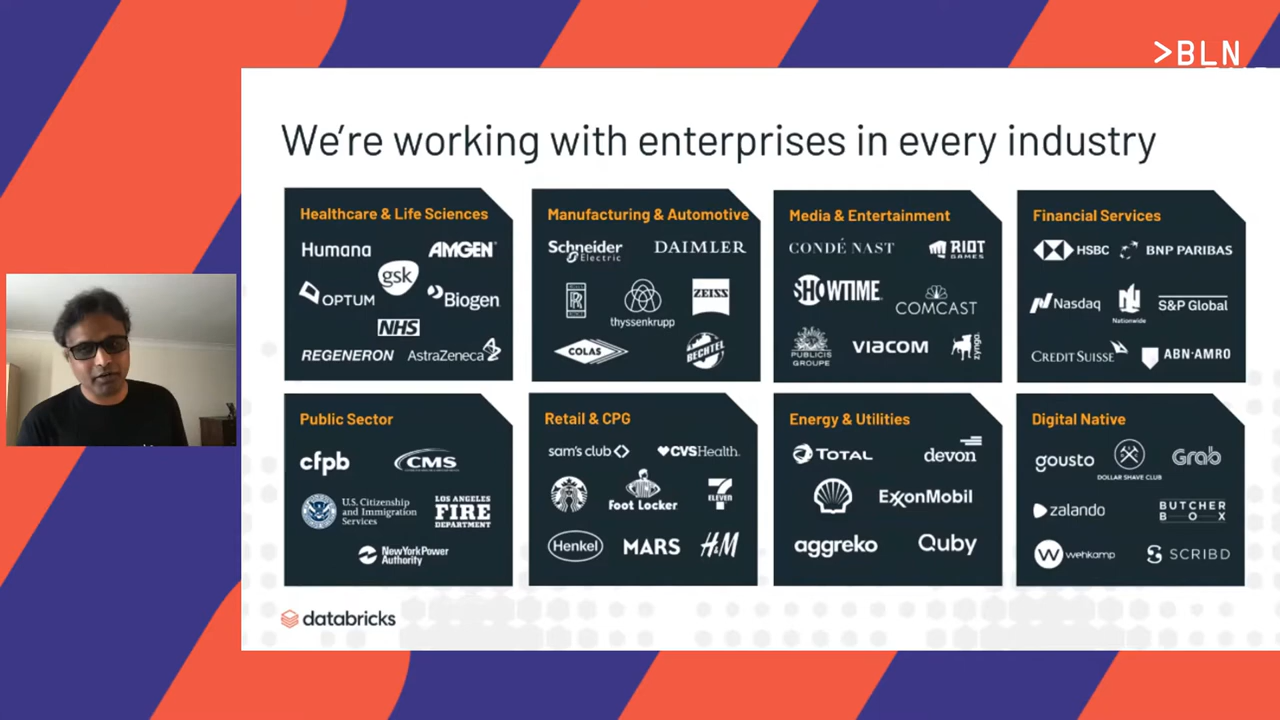 >BLN
We're working with enterprises in every industry
Healthcare & Life Sciences
Humana
AMGEN
gsk
OPTUM
Biogen
NHS
REGENERON
AstraZeneca
Manufacturing & Automotive
Schneider
Electric
DAIMLER
ZEISS
thyssenkrupp
COLAS
BECHTEL
Media & Entertainment
CONDÉ NAST
RIOT
GAMES
SHOWTIME
COMCAST
PUBLICIS
GROUPE
VIACOM
zynga
Financial Services
HSBC
BNP PARIBAS
Nasdaq
Nationwide
S&P Global
CREDIT SUISSE
ABN·AMRO
Public Sector
cfpb
CMS
U.S. Citizenship
and Immigration
Services
LOS ANGELES
FIRE
DEPARTMENT
NewYorkPower
Authority
Retail & CPG
sam's club
CVSHealth.
Foot Locker
7
ELEVEN
Henkel
MARS
H&M
Energy & Utilities
TOTAL
devon
ExxonMobil
aggreko
Quby
Digital Native
gousto
DOLLAR SHAVE CLUB
Grab
zalando
BUTCHER
BOX
W
wehkamp
SCRIBD
databricks